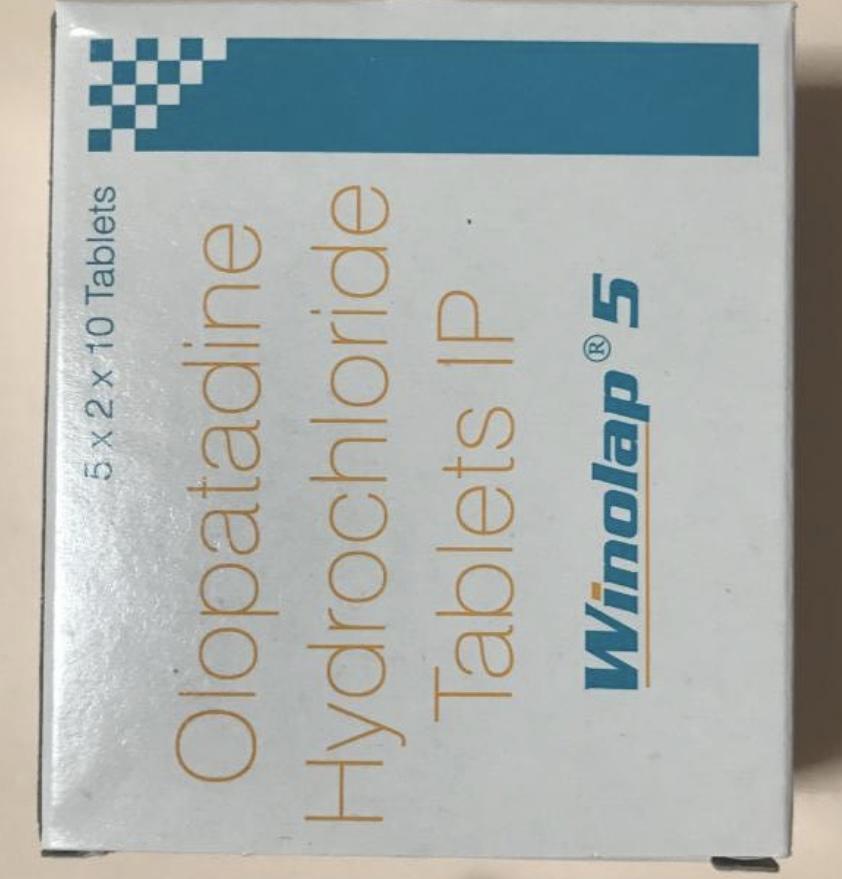 5 x 2 x 10 Tablets
Olopatadine
Hydrochloride
Tablets IP
Winolap® 5